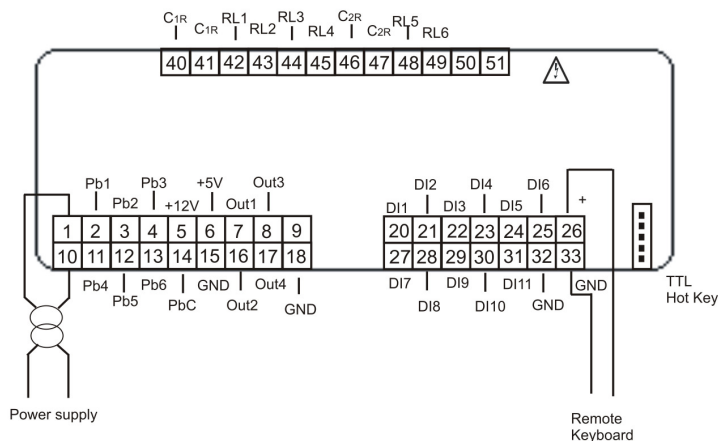 C1R RL1 RL3 C2R RL5
C1R RL2 RL4 C2R RL6
40 41 42 43 44 45 46 47 48 49 50 51
Pb1 Pb3 +5V Out3
Pb2 +12V Out1
1 2 3 4 5 6 7 8 9
10 11 12 13 14 15 16 17 18
Pb4 Pb6 GND Out4
Pb5 PbC Out2 GND
DI2 DI4 DI6 +
DI1 DI3 DI5
20 21 22 23 24 25 26
27 28 29 30 31 32 33
DI7 DI9 DI11 GND
DI8 DI10 GND
TTL
Hot Key
Power supply
Remote
Keyboard